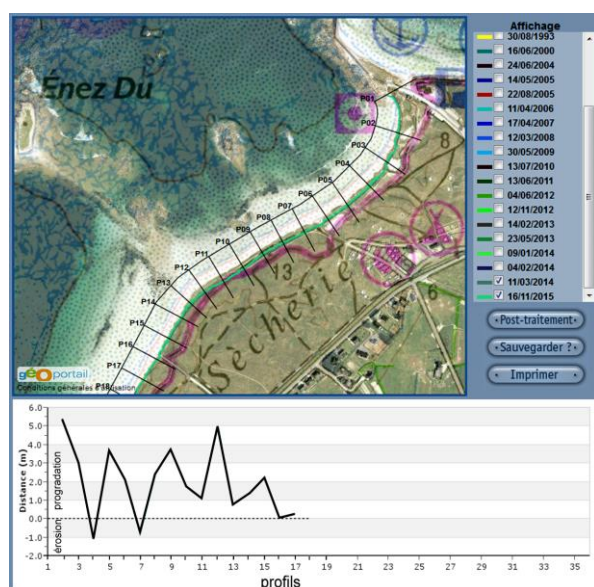 Affichage
30/08/1993
16/06/2000
24/06/2004
14/05/2005
22/08/2005
11/04/2006
17/04/2007
12/03/2008
30/05/2009
13/07/2010
13/06/2011
04/06/2012
12/11/2012
14/02/2013
23/05/2013
09/01/2014
04/02/2014
11/03/2014
16/11/2015
Post-traitement
Sauvegarder ?
Imprimer
Énez Du
P01
P02
P03
P04
P05
P06
P07
P08
P09
P10
P11
P12
P13
P14
P15
P16
P17
P18
8
13
6
Secherie
géoportail
Conditions générales d'utilisation
Distance (m)
érosion
progradation
6.0
5.0
4.0
3.0
2.0
1.0
0.0
-1.0
-2.0
1 3 5 7 9 11 13 15 17 19 21 23 25 27 29 31 33 35
profils